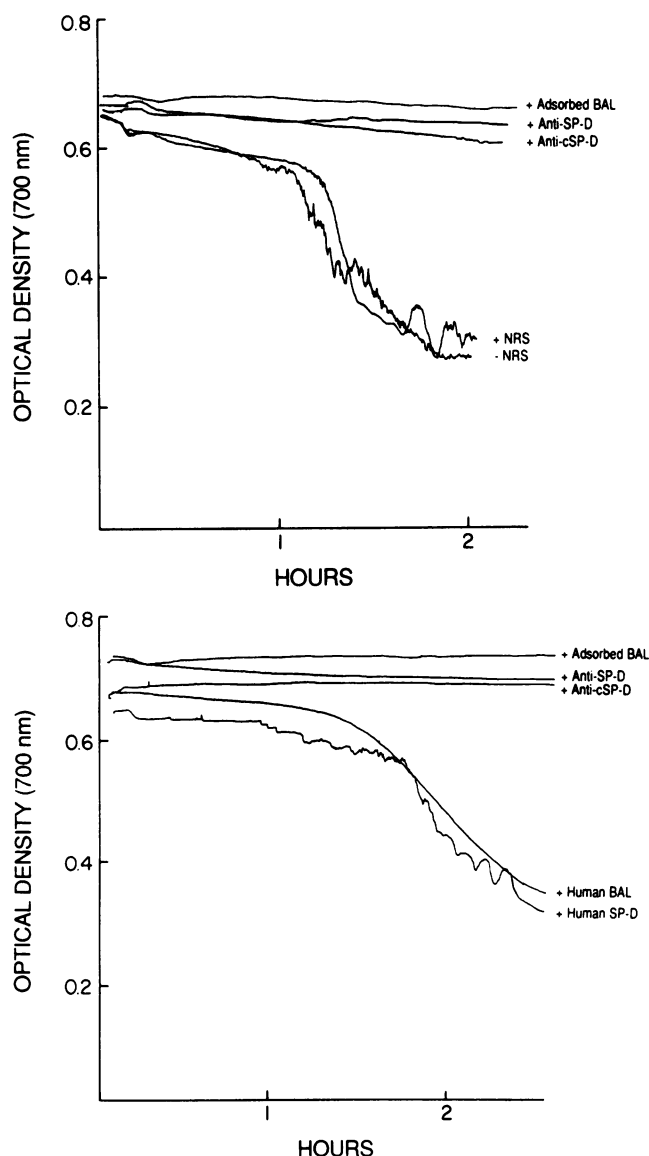 0.8
+ Adsorbed BAL
+ Anti-SP-D
+ Anti-cSP-D
0.6
OPTICAL DENSITY (700 nm)
0.4
+ NRS
- NRS
0.2
1
2
HOURS
0.8
+ Adsorbed BAL
+ Anti-SP-D
+ Anti-cSP-D
0.6
OPTICAL DENSITY (700 nm)
0.4
+ Human BAL
+ Human SP-D
0.2
1
2
HOURS